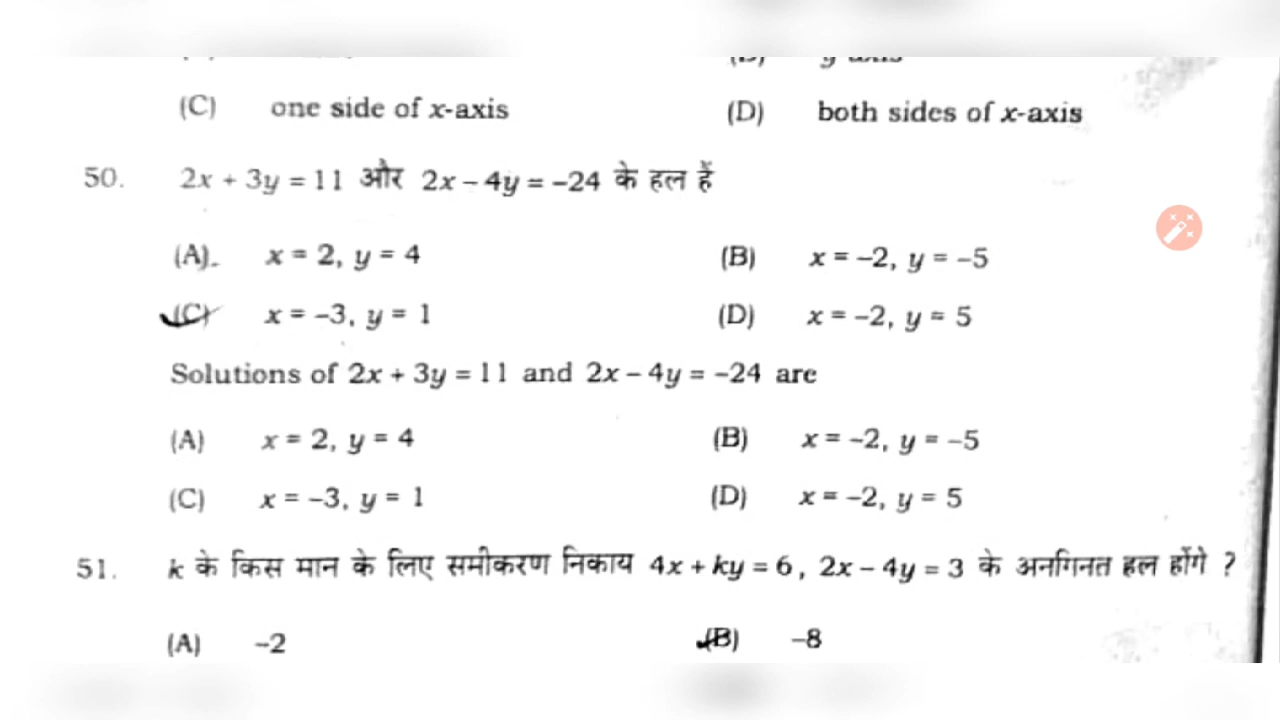 (D) y-axis
(C) one side of x-axis (D) both sides of x-axis
50. 2x + 3y = 11 और 2x – 4y = –24 के हल हैं
(A). x = 2, y = 4 (B) x = –2, y = –5
(C) x = –3, y = 1 (D) x = –2, y = 5
Solutions of 2x + 3y = 11 and 2x – 4y = –24 are
(A) x = 2, y = 4 (B) x = –2, y = –5
(C) x = –3, y = 1 (D) x = –2, y = 5
51. k के किस मान के लिए समीकरण निकाय 4x + ky = 6, 2x – 4y = 3 के अनगिनत हल होंगे ?
(A) –2 (B) –8